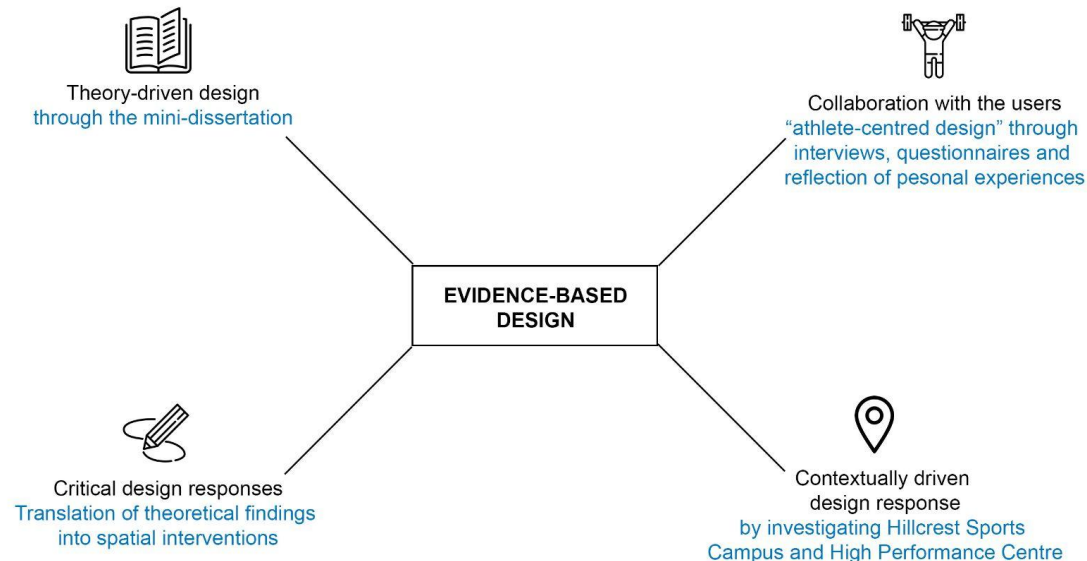 Theory-driven design
through the mini-dissertation
Collaboration with the users
“athlete-centred design” through
interviews, questionnaires and
reflection of pesonal experiences
EVIDENCE-BASED
DESIGN
Critical design responses
Translation of theoretical findings
into spatial interventions
Contextually driven
design response
by investigating Hillcrest Sports
Campus and High Performance Centre